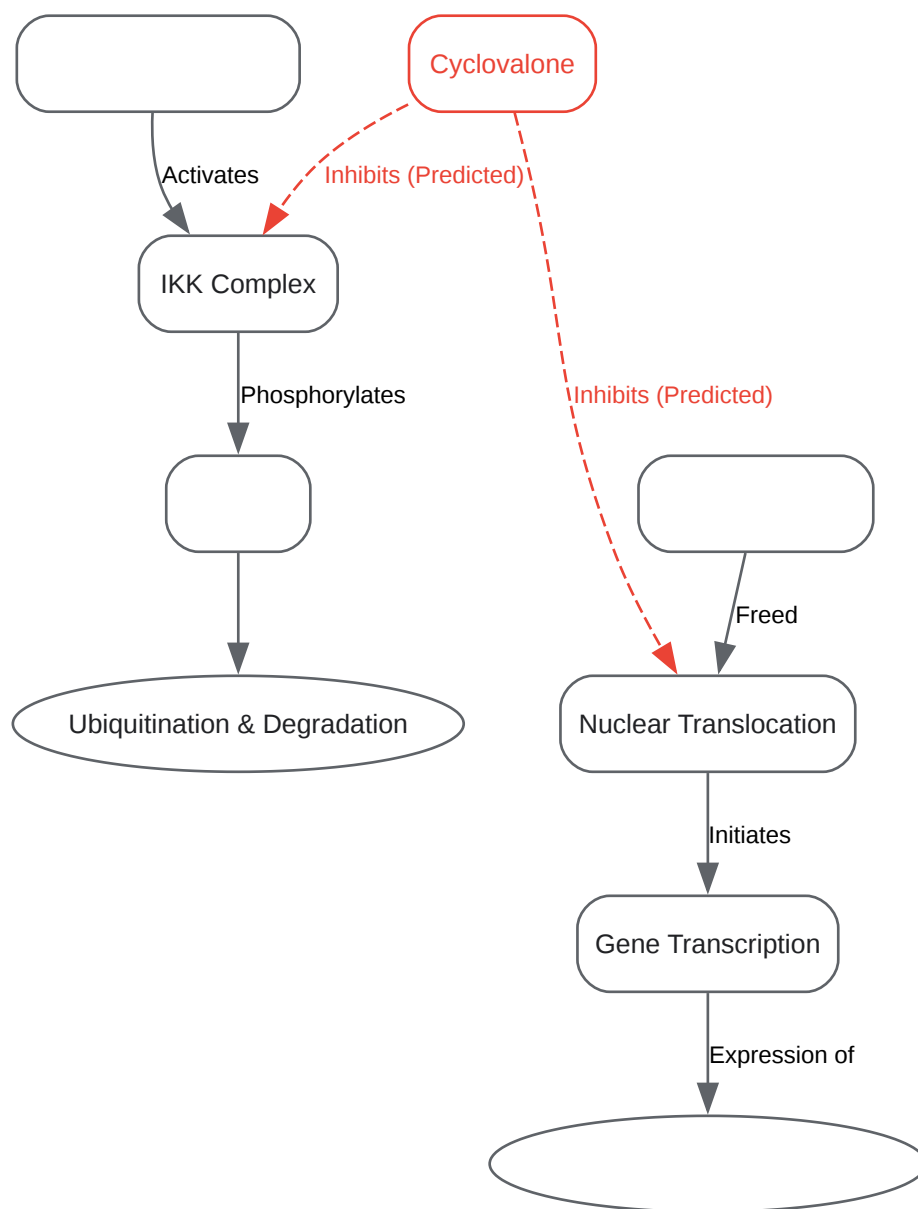 Cyclovalone
Activates
Inhibits (Predicted)
IKK Complex
Phosphorylates
Inhibits (Predicted)
Freed
Ubiquitination & Degradation
Nuclear Translocation
Initiates
Gene Transcription
Expression of